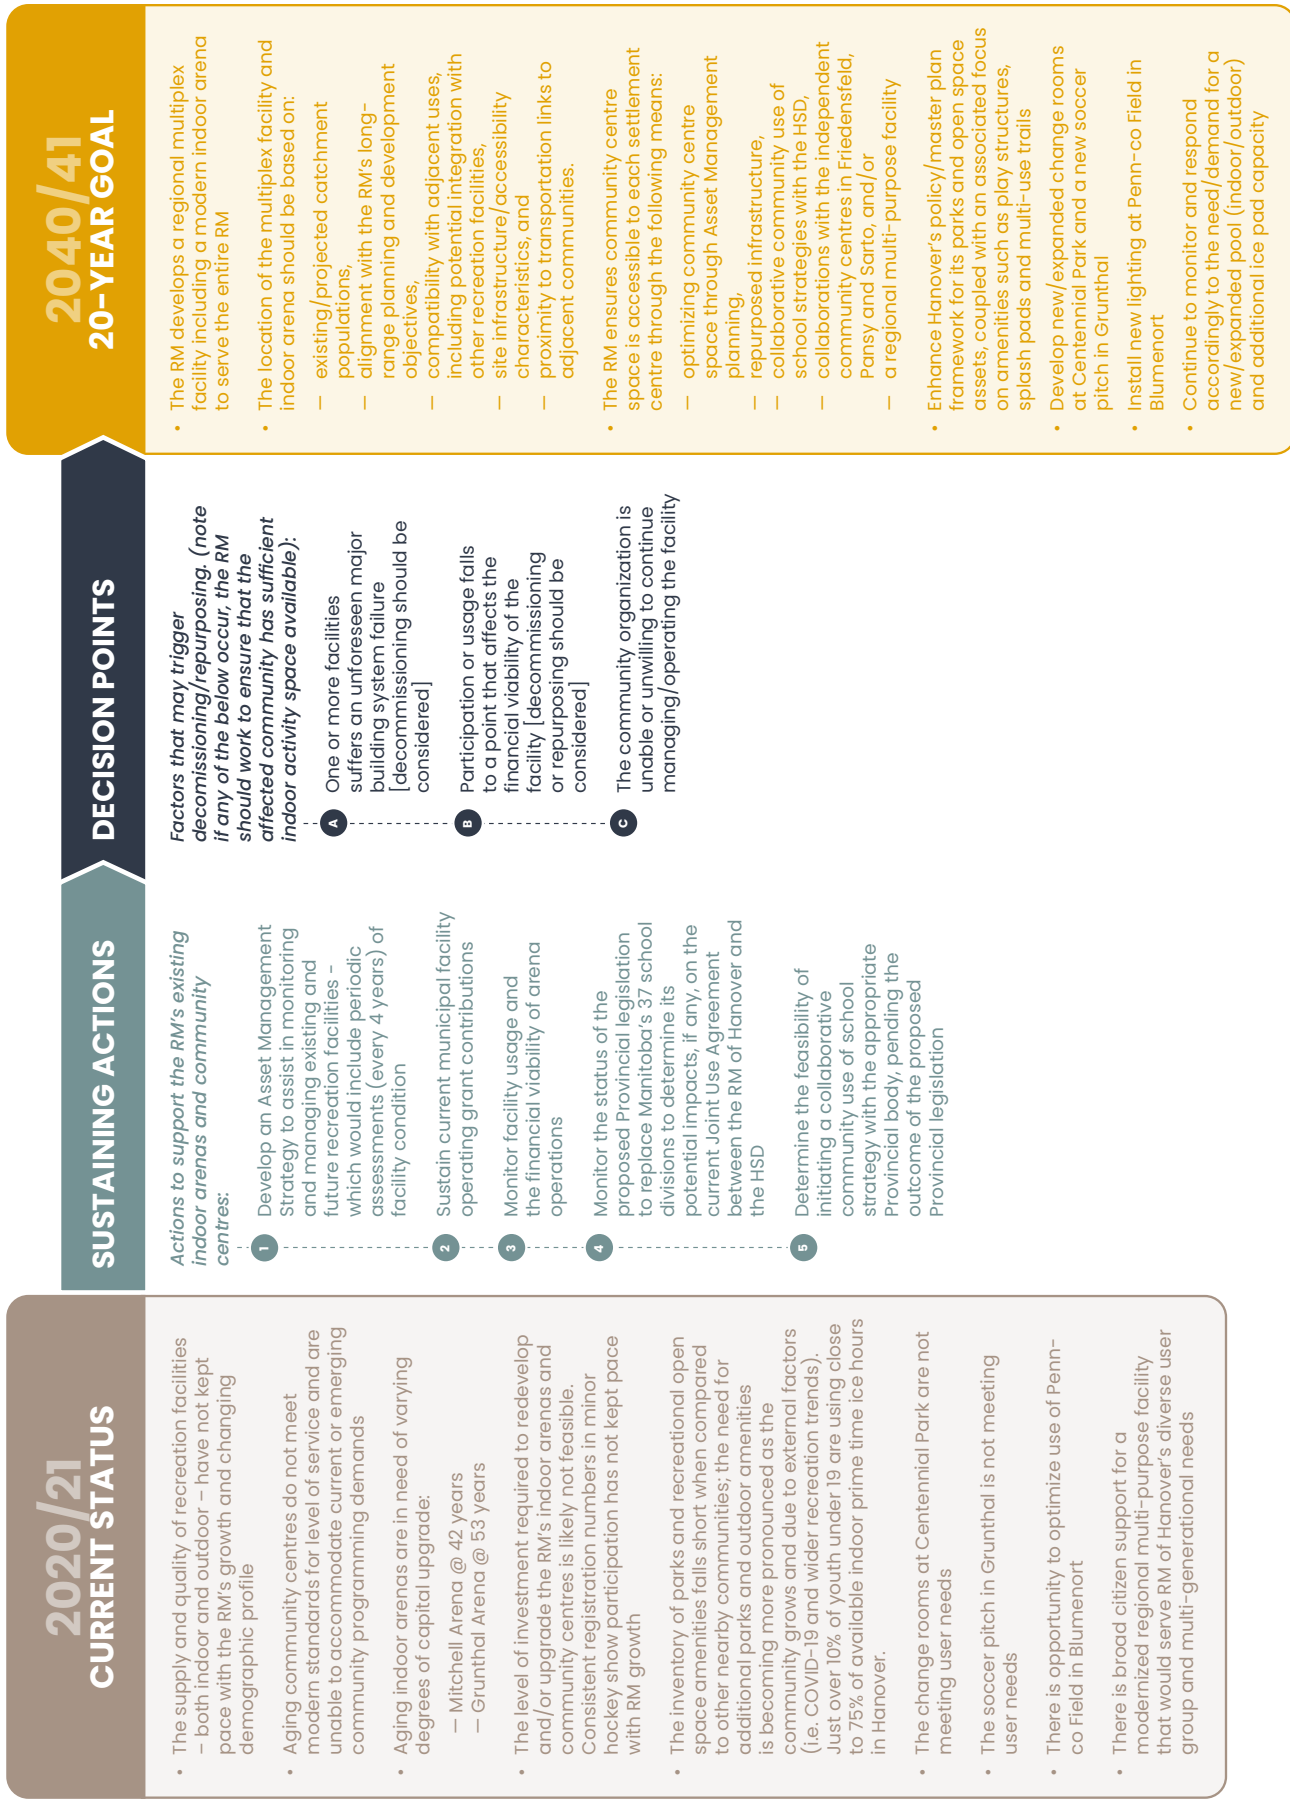 2020/21
CURRENT STATUS
• The supply and quality of recreation facilities
– both indoor and outdoor – have not kept
pace with the RM's growth and changing
demographic profile
• Aging community centres do not meet
modern standards for level of service and are
unable to accommodate current or emerging
community programming demands
• Aging indoor arenas are in need of varying
degrees of capital upgrade:
— Mitchell Arena @ 42 years
— Grunthal Arena @ 53 years
• The level of investment required to redevelop
and/or upgrade the RM's indoor arenas and
community centres is likely not feasible.
Consistent registration numbers in minor
hockey show participation has not kept pace
with RM growth
• The inventory of parks and recreational open
space amenities falls short when compared
to other nearby communities; the need for
additional parks and outdoor amenities
is becoming more pronounced as the
community grows and due to external factors
(i.e. COVID-19 and wider recreation trends).
Just over 10% of youth under 19 are using close
to 75% of available indoor prime time ice hours
in Hanover.
• The change rooms at Centennial Park are not
meeting user needs
• The soccer pitch in Grunthal is not meeting
user needs
• There is opportunity to optimize use of Penn-
co Field in Blumenort
• There is broad citizen support for a
modernized regional multi-purpose facility
that would serve RM of Hanover's diverse user
group and multi-generational needs
SUSTAINING ACTIONS
Actions to support the RM's existing
indoor arenas and community
centres:
1 Develop an Asset Management
Strategy to assist in monitoring
and managing existing and
future recreation facilities –
which would include periodic
assessments (every 4 years) of
facility condition
2 Sustain current municipal facility
operating grant contributions
3 Monitor facility usage and
the financial viability of arena
operations
4 Monitor the status of the
proposed Provincial legislation
to replace Manitoba's 37 school
divisions to determine its
potential impacts, if any, on the
current Joint Use Agreement
between the RM of Hanover and
the HSD
5 Determine the feasibility of
initiating a collaborative
community use of school
strategy with the appropriate
Provincial body, pending the
outcome of the proposed
Provincial legislation
DECISION POINTS
Factors that may trigger
decomissioning/repurposing. (note
if any of the below occur, the RM
should work to ensure that the
affected community has sufficient
indoor activity space available):
A One or more facilities
suffers an unforeseen major
building system failure
[decommissioning should be
considered]
B Participation or usage falls
to a point that affects the
financial viability of the
facility [decommissioning
or repurposing should be
considered]
C The community organization is
unable or unwilling to continue
managing/operating the facility
2040/41
20-YEAR GOAL
• The RM develops a regional multiplex
facility including a modern indoor arena
to serve the entire RM
• The location of the multiplex facility and
indoor arena should be based on:
— existing/projected catchment
populations,
— alignment with the RM's long-
range planning and development
objectives,
— compatibility with adjacent uses,
including potential integration with
other recreation facilities,
— site infrastructure/accessibility
characteristics, and
— proximity to transportation links to
adjacent communities.
• The RM ensures community centre
space is accessible to each settlement
centre through the following means:
— optimizing community centre
space through Asset Management
planning,
— repurposed infrastructure,
— collaborative community use of
school strategies with the HSD,
— collaborations with the independent
community centres in Friedensfeld,
Pansy and Sarto, and/or
— a regional multi-purpose facility
• Enhance Hanover's policy/master plan
framework for its parks and open space
assets, coupled with an associated focus
on amenities such as play structures,
splash pads and multi-use trails
• Develop new/expanded change rooms
at Centennial Park and a new soccer
pitch in Grunthal
• Install new lighting at Penn-co Field in
Blumenort
• Continue to monitor and respond
accordingly to the need/demand for a
new/expanded pool (indoor/outdoor)
and additional ice pad capacity